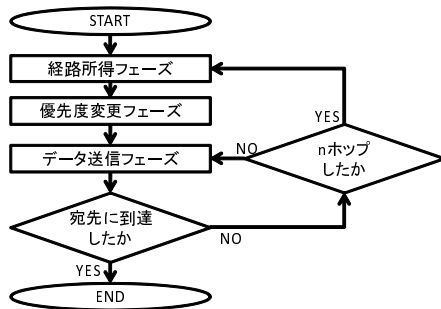 START
経路所得フェーズ
優先度変更フェーズ
YES
データ送信フェーズ
NO
nホップ
したか
宛先に到達
したか
NO
YES
END